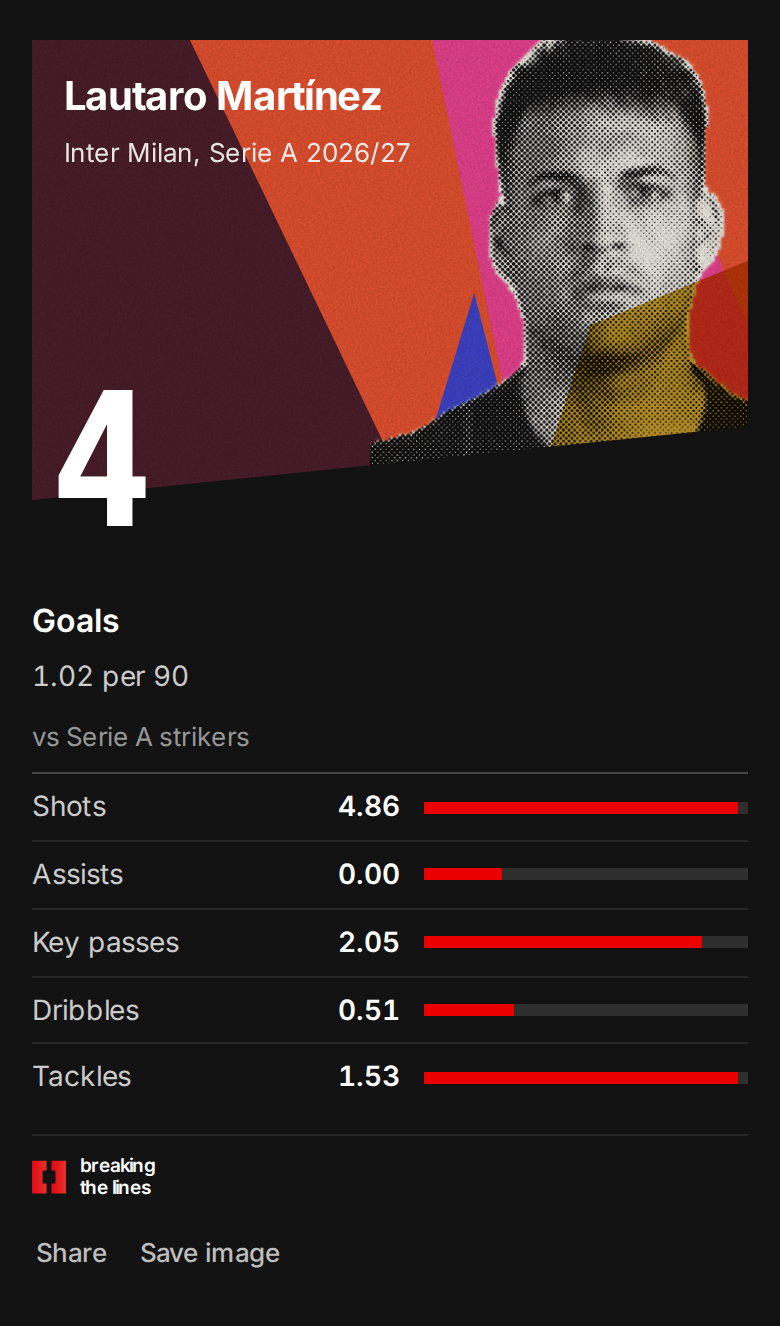 Lautaro Martínez
Inter Milan, Serie A 2026/27
4
Goals
1.02 per 90
vs Serie A strikers
Shots 4.86
Assists 0.00
Key passes 2.05
Dribbles 0.51
Tackles 1.53
breaking
the lines
Share Save image